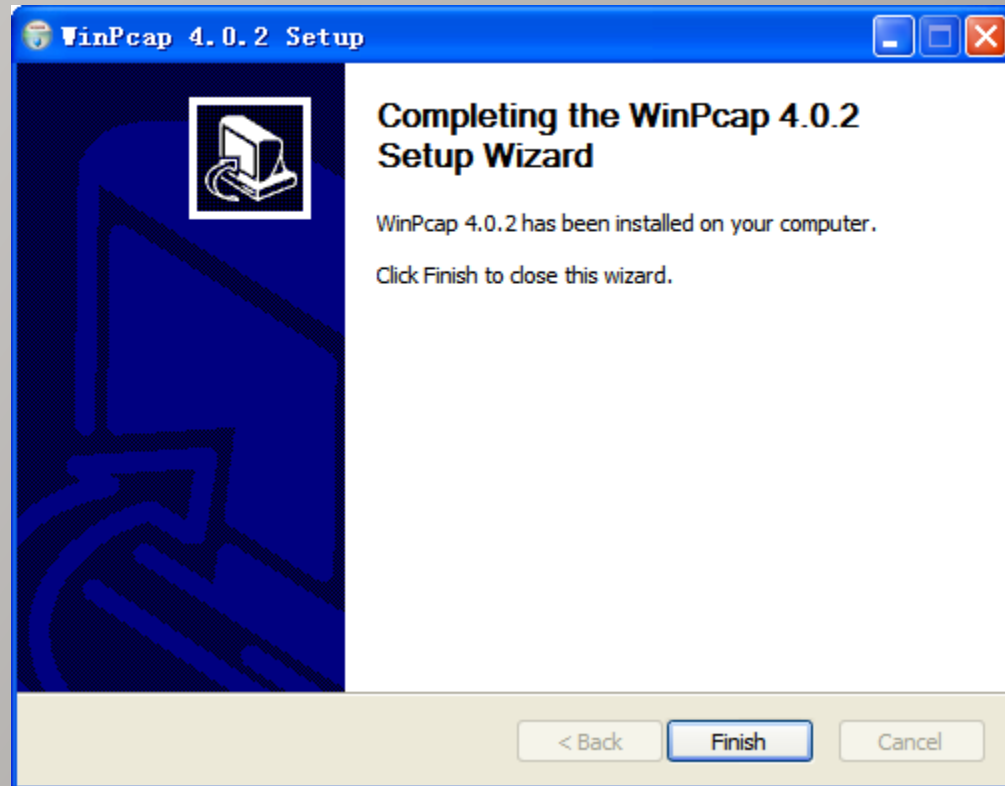 WinPcap 4.0.2 Setup
Completing the WinPcap 4.0.2
Setup Wizard
WinPcap 4.0.2 has been installed on your computer.
Click Finish to close this wizard.
< Back
Finish
Cancel